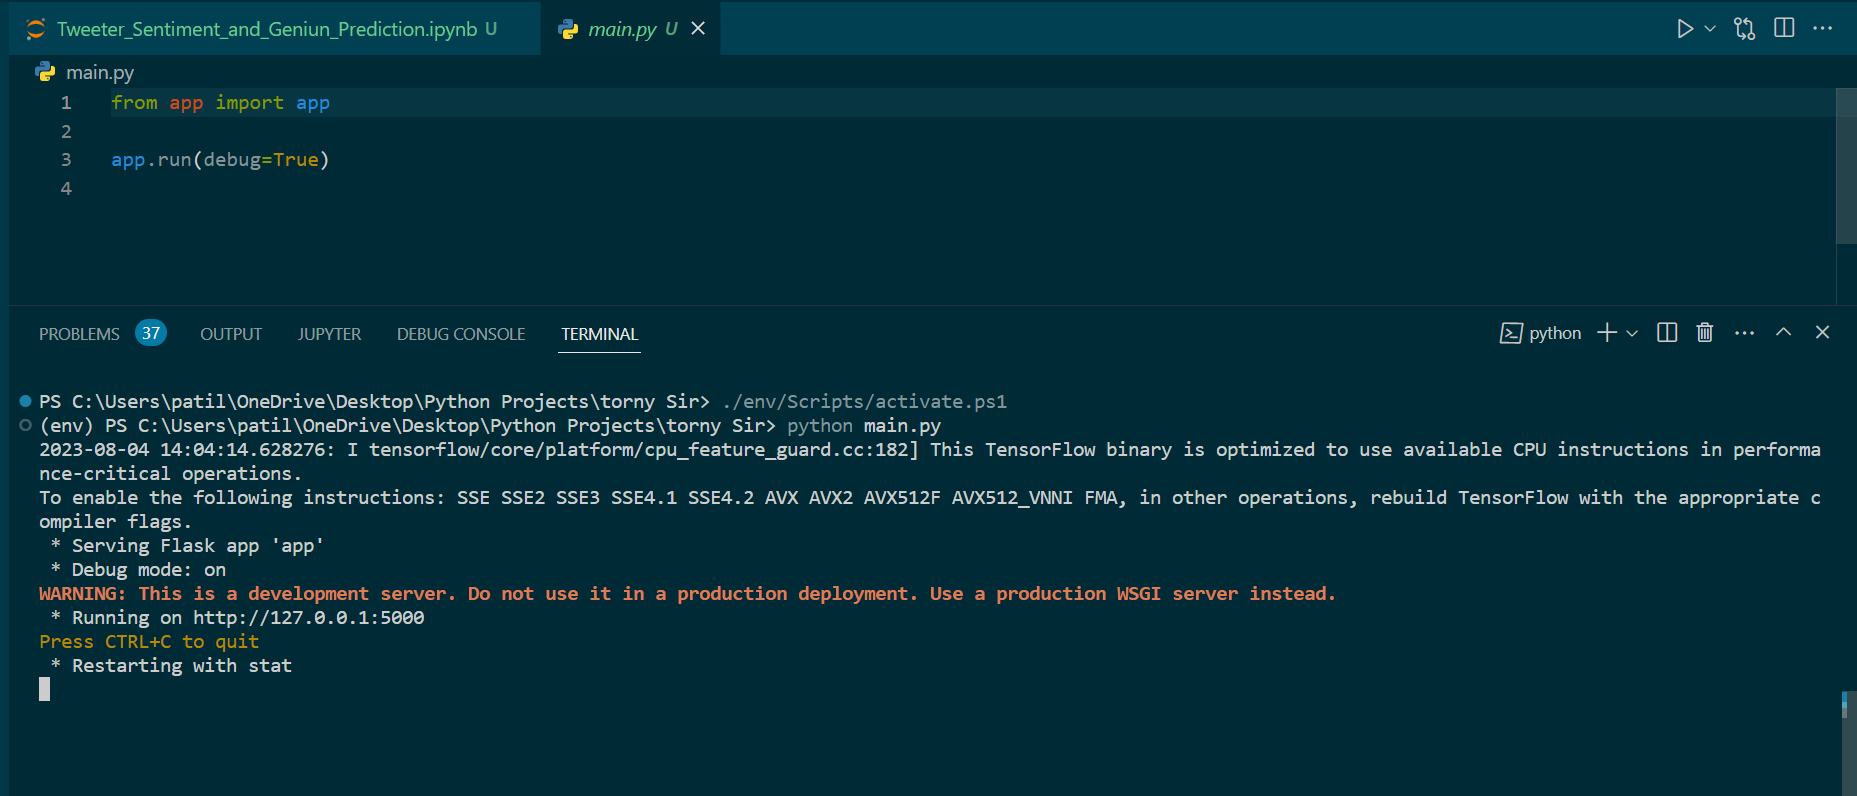 Tweeter_Sentiment_and_Geniun_Prediction.ipynb U
main.py U
main.py
1 from app import app
2
3 app.run(debug=True)
4
PROBLEMS 37 OUTPUT JUPYTER DEBUG CONSOLE TERMINAL python
PS C:\Users\patil\OneDrive\Desktop\Python Projects\torny Sir> ./env/Scripts/activate.ps1
(env) PS C:\Users\patil\OneDrive\Desktop\Python Projects\torny Sir> python main.py
2023-08-04 14:04:14.628276: I tensorflow/core/platform/cpu_feature_guard.cc:182] This TensorFlow binary is optimized to use available CPU instructions in performa
nce-critical operations.
To enable the following instructions: SSE SSE2 SSE3 SSE4.1 SSE4.2 AVX AVX2 AVX512F AVX512_VNNI FMA, in other operations, rebuild TensorFlow with the appropriate c
ompiler flags.
 * Serving Flask app 'app'
 * Debug mode: on
WARNING: This is a development server. Do not use it in a production deployment. Use a production WSGI server instead.
 * Running on http://127.0.0.1:5000
Press CTRL+C to quit
 * Restarting with stat